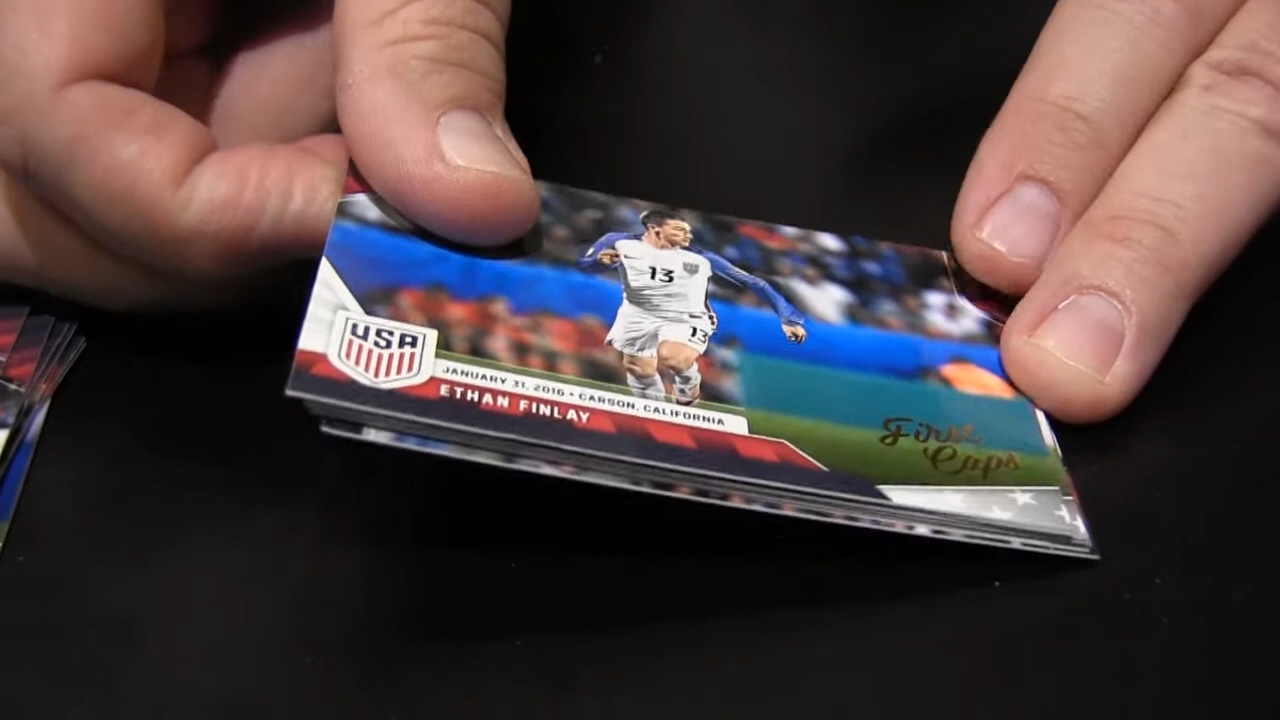 13
13
USA
JANUARY 31, 2016 • CARSON, CALIFORNIA
ETHAN FINLAY
First
Caps